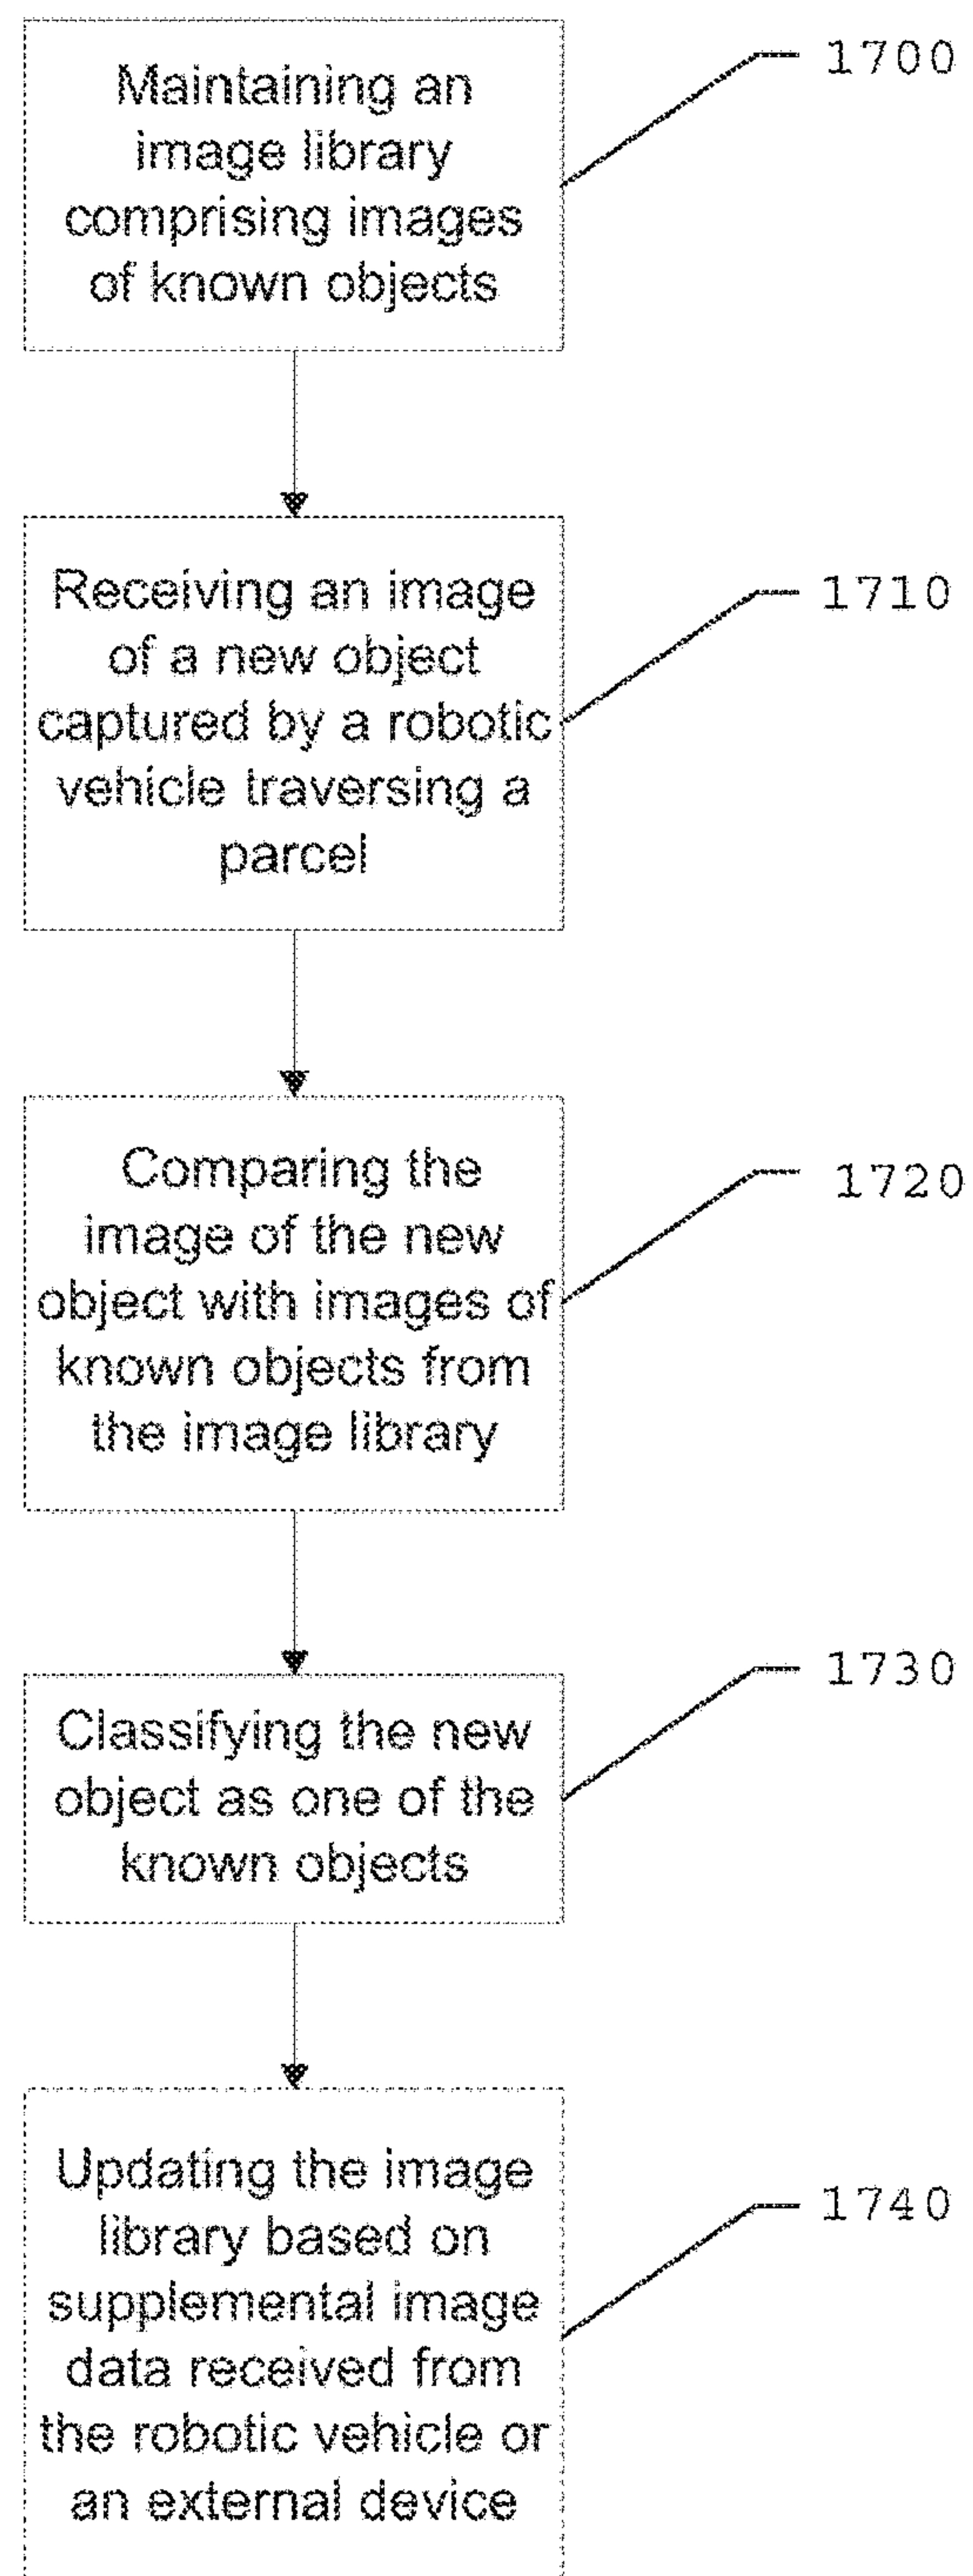 Maintaining an
image library
comprising images
of known objects
1700
Receiving an image
of a new object
captured by a robotic
vehicle traversing a
parcel
1710
Comparing the
image of the new
object with images of
known objects from
the image library
1720
Classifying the new
object as one of the
known objects
1730
Updating the image
library based on
supplemental image
data received from
the robotic vehicle or
an external device
1740